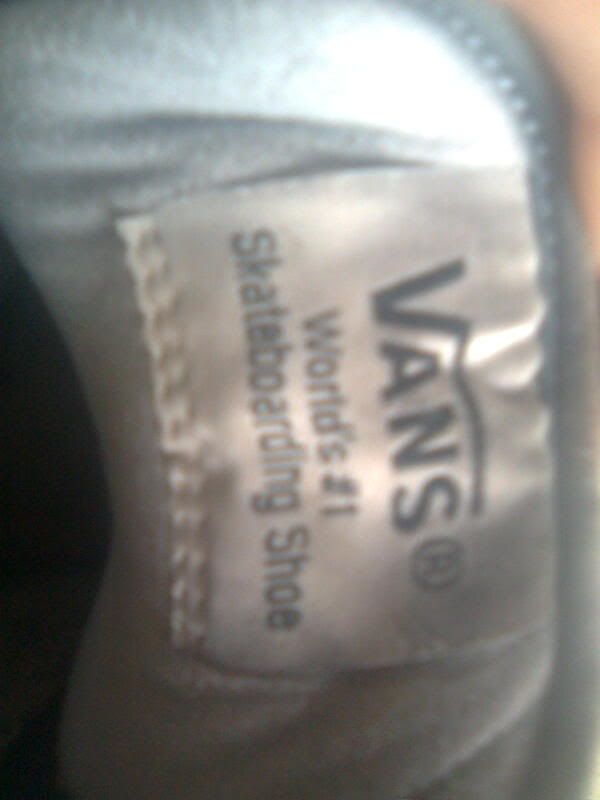 VANS®
World's #1
Skateboarding Shoe